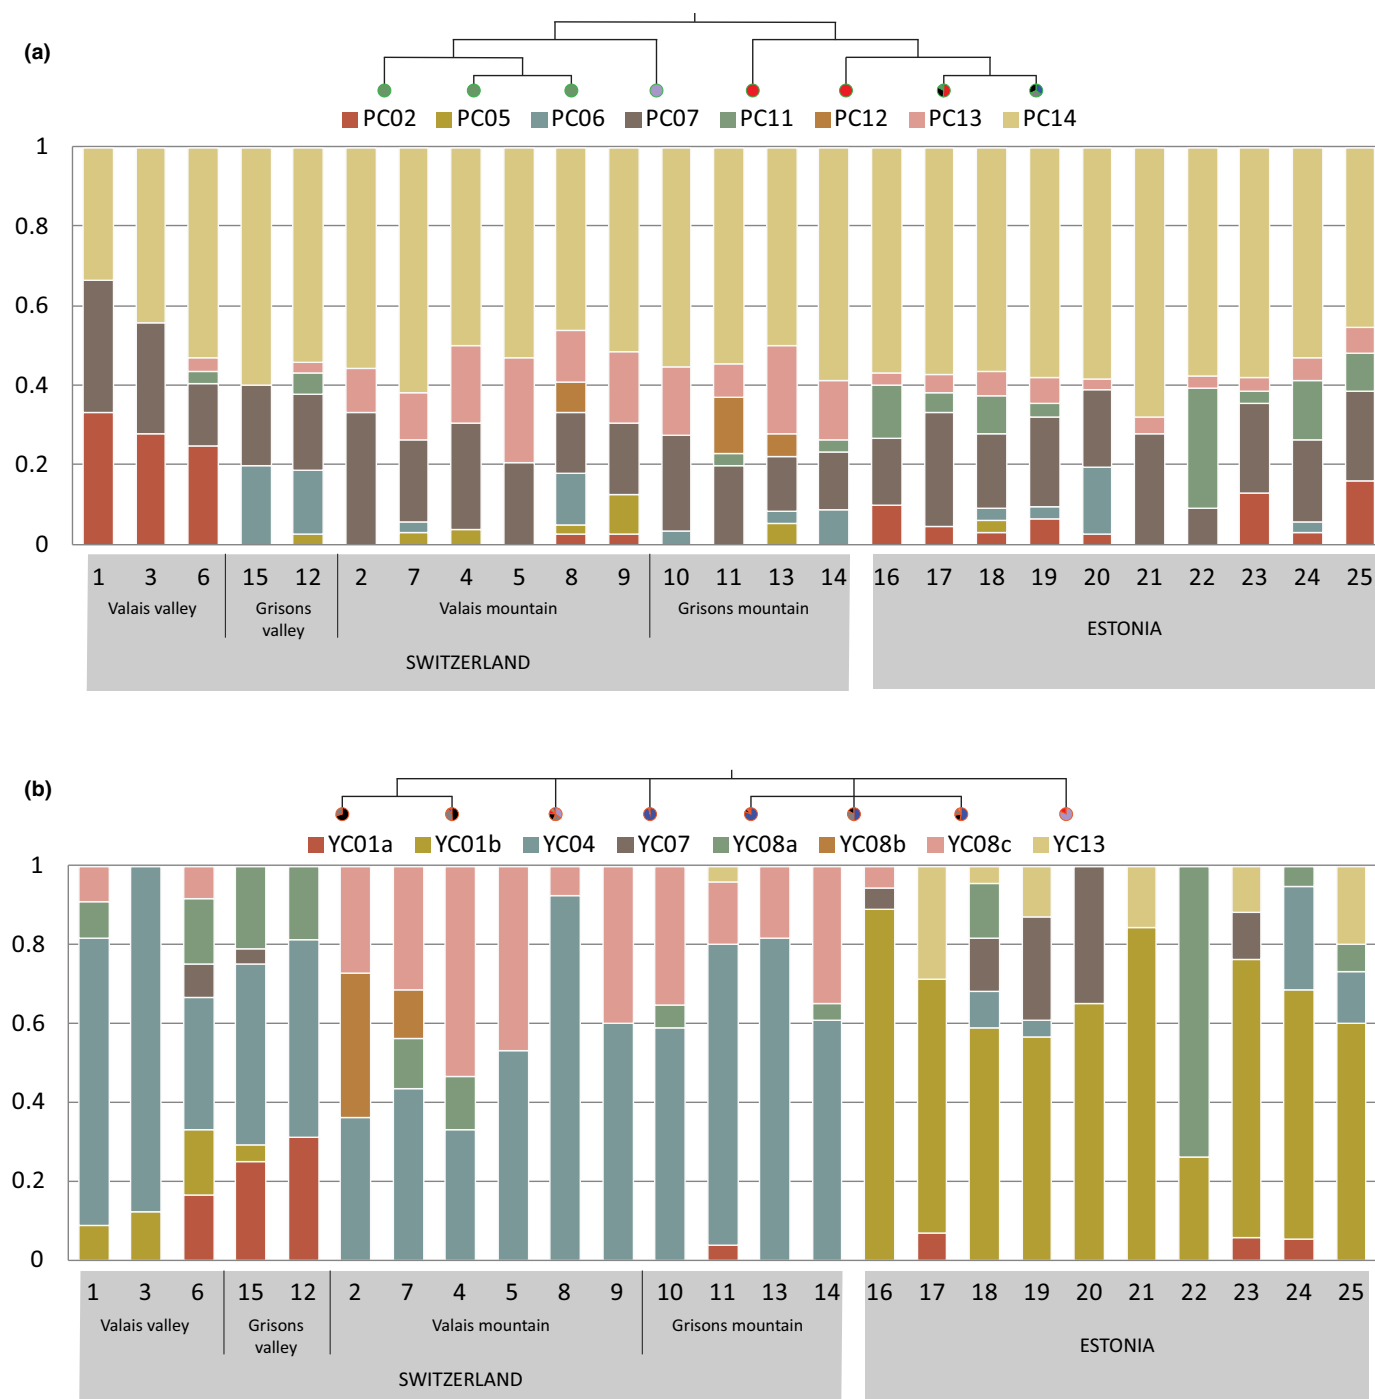 (a)
PC02 PC05 PC06 PC07 PC11 PC12 PC13 PC14
1
0.8
0.6
0.4
0.2
0
1 3 6 15 12 2 7 4 5 8 9 10 11 13 14 16 17 18 19 20 21 22 23 24 25
Valais valley Grisons valley Valais mountain Grisons mountain
ESTONIA
SWITZERLAND
(b)
YC01a YC01b YC04 YC07 YC08a YC08b YC08c YC13
1
0.8
0.6
0.4
0.2
0
1 3 6 15 12 2 7 4 5 8 9 10 11 13 14 16 17 18 19 20 21 22 23 24 25
Valais valley Grisons valley Valais mountain Grisons mountain
ESTONIA
SWITZERLAND